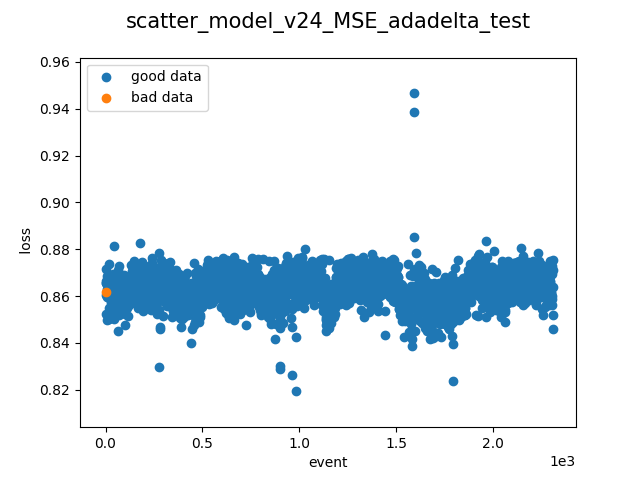 scatter_model_v24_MSE_adadelta_test
good data
bad data
0.96
0.94
0.92
0.90
0.88
0.86
0.84
0.82
loss
0.0
0.5
1.0
1.5
2.0
1e3
event